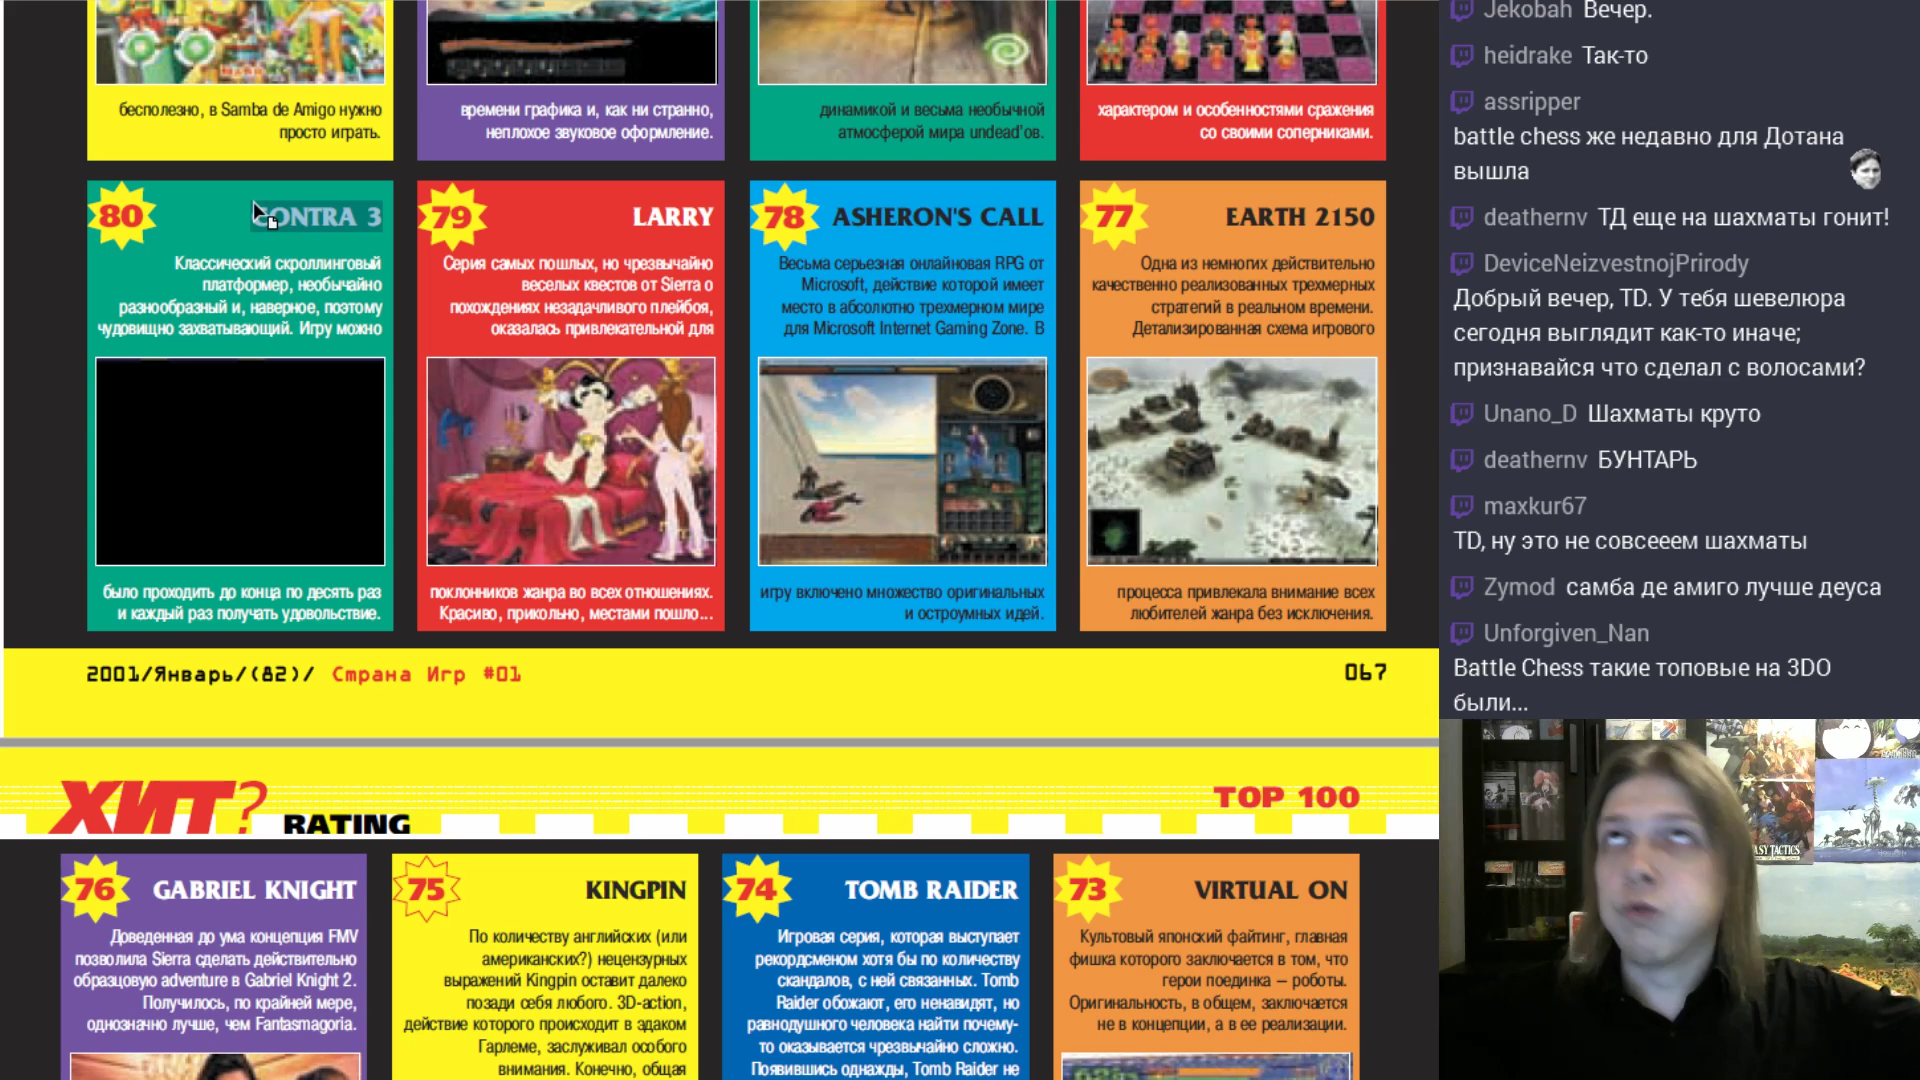 бесполезно, в Samba de Amigo нужно
просто играть.
времени графика и, как ни странно,
неплохое звуковое оформление.
динамикой и весьма необычной
атмосферой мира undead'ов.
характером и особенностями сражения
со своими соперниками.
80
CONTRA 3
Классический скроллинговый
платформер, необычайно
разнообразный и, наверное, поэтому
чудовищно захватывающий. Игру можно
было проходить до конца по десять раз
и каждый раз получать удовольствие.
79
LARRY
Серия самых пошлых, но чрезвычайно
веселых квестов от Sierra о
похождениях незадачливого плейбоя,
оказалась привлекательной для
поклонников жанра во всех отношениях.
Красиво, прикольно, местами пошло...
78
ASHERON'S CALL
Весьма серьезная онлайновая RPG от
Microsoft, действие которой имеет
место в абсолютно трехмерном мире
для Microsoft Internet Gaming Zone. В
игру включено множество оригинальных
и остроумных идей.
77
EARTH 2150
Одна из немногих действительно
качественно реализованных трехмерных
стратегий в реальном времени.
Детализированная схема игрового
процесса привлекала внимание всех
любителей жанра без исключения.
2001/Январь/(82)/ Страна Игр #01
067
ХИТ?
RATING
TOP 100
76
GABRIEL KNIGHT
Доведенная до ума концепция FMV
позволила Sierra сделать действительно
образцовую adventure в Gabriel Knight 2.
Получилось, по крайней мере,
однозначно лучше, чем Fantasmagoria.
75
KINGPIN
По количеству английских (или
американских?) нецензурных
выражений Kingpin оставит далеко
позади себя любого. 3D-action,
действие которого происходит в эдаком
Гарлеме, заслуживал особого
внимания. Конечно, общая
74
TOMB RAIDER
Игровая серия, которая выступает
рекордсменом хотя бы по количеству
скандалов, с ней связанных. Tomb
Raider обожают, его ненавидят, но
равнодушного человека найти почему-
то оказывается чрезвычайно сложно.
Появившись однажды, Tomb Raider не
73
VIRTUAL ON
Культовый японский файтинг, главная
фишка которого заключается в том, что
герои поединка – роботы.
Оригинальность, в общем, заключается
не в концепции, а в ее реализации.
Jekobah Вечер.
heidrake Так-то
assripper
battle chess же недавно для Дотана
вышла
deathernv ТД еще на шахматы гонит!
DeviceNeizvestnojPrirody
Добрый вечер, TD. У тебя шевелюра
сегодня выглядит как-то иначе;
признавайся что сделал с волосами?
Unano_D Шахматы круто
deathernv БУНТАРЬ
maxkur67
TD, ну это не совсееем шахматы
Zymod самба де амиго лучше деуса
Unforgiven_Nan
Battle Chess такие топовые на 3DO
были...
ASY TACTICS